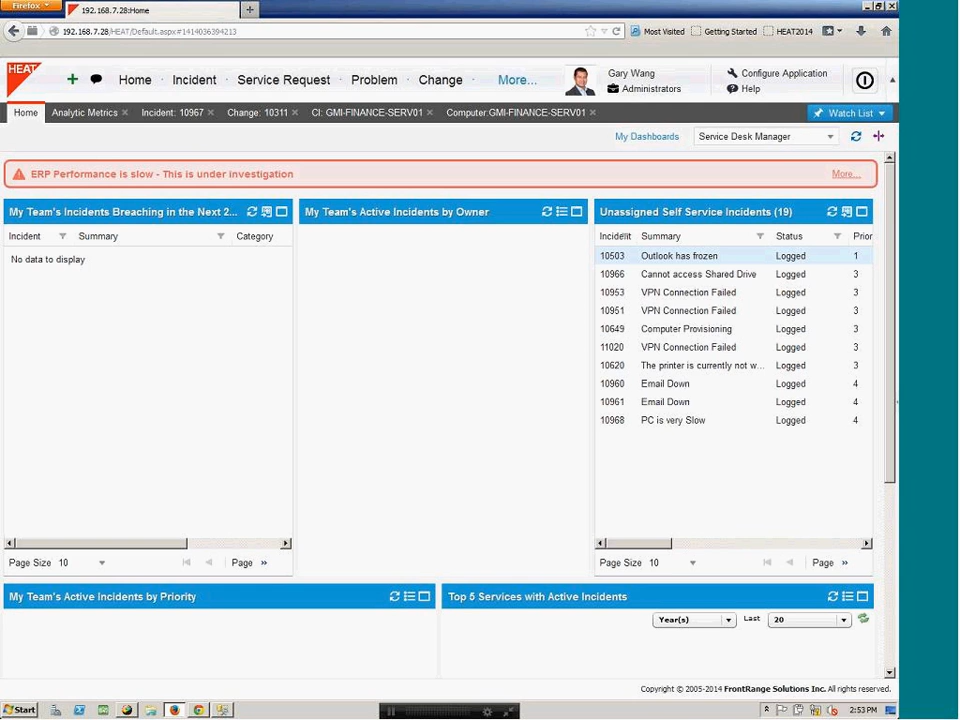 Firefox
192.168.7.28:Home
192.168.7.28/HEAT/Default.aspx#1414036394213
Most Visited
Getting Started
HEAT2014
HEAT
Home
Incident
Service Request
Problem
Change
More...
Gary Wang
Administrators
Configure Application
Help
Home
Analytic Metrics
Incident: 10967
Change: 10311
CI: GMI-FINANCE-SERV01
Computer:GMI-FINANCE-SERV01
Watch List
My Dashboards
Service Desk Manager
ERP Performance is slow - This is under investigation
More...
My Team's Incidents Breaching in the Next 2...
Incident Summary Category
No data to display
Page Size 10 Page
My Team's Active Incidents by Owner
Unassigned Self Service Incidents (19)
Incident Summary Status Prior
10503 Outlook has frozen Logged 1
10966 Cannot access Shared Drive Logged 3
10953 VPN Connection Failed Logged 3
10951 VPN Connection Failed Logged 3
10649 Computer Provisioning Logged 3
11020 VPN Connection Failed Logged 3
10620 The printer is currently not w... Logged 3
10960 Email Down Logged 4
10961 Email Down Logged 4
10968 PC is very Slow Logged 4
Page Size 10 Page
My Team's Active Incidents by Priority
Top 5 Services with Active Incidents
Year(s) Last 20
Copyright © 2005-2014 FrontRange Solutions Inc. All rights reserved.
Start
2:53 PM